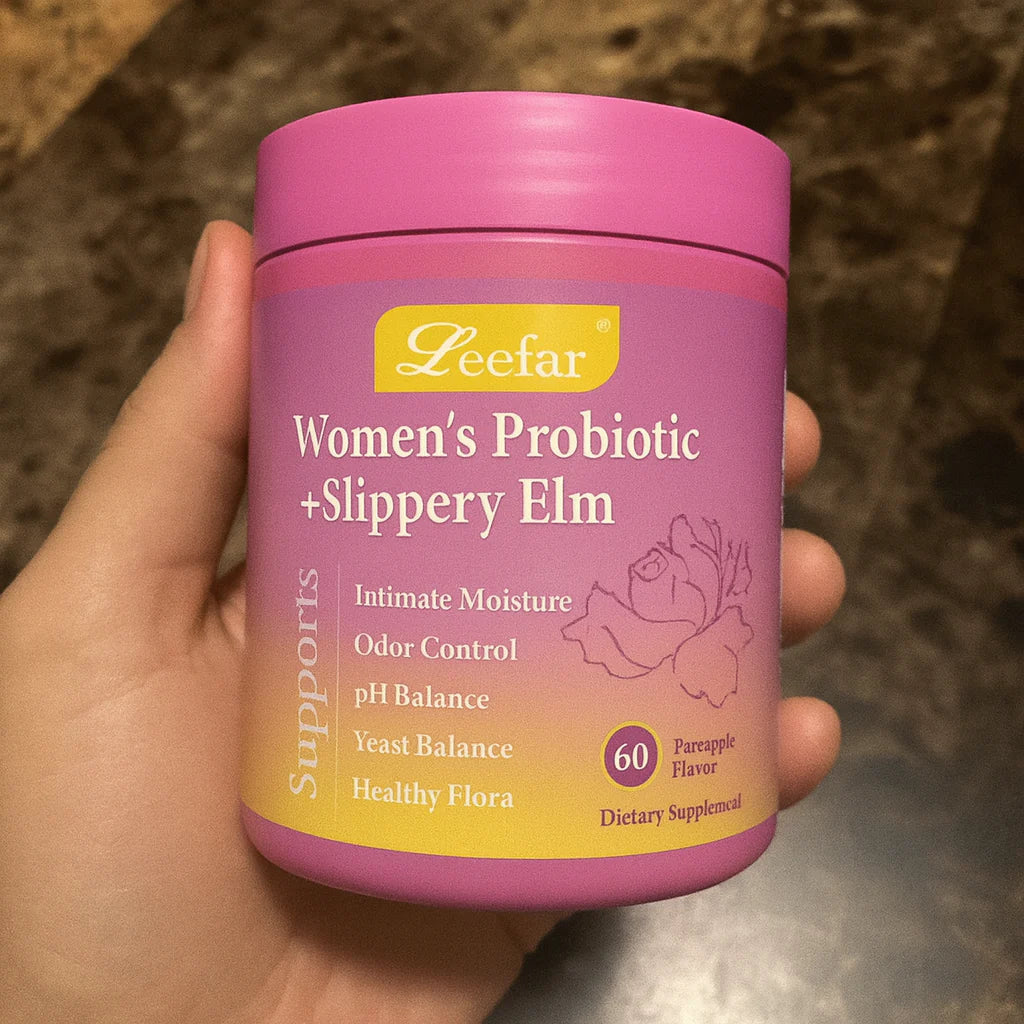 Leefar®
Women's Probiotic
+Slippery Elm
Supports
Intimate Moisture
Odor Control
pH Balance
Yeast Balance
Healthy Flora
60
Pareapple
Flavor
Dietary Supplemcal